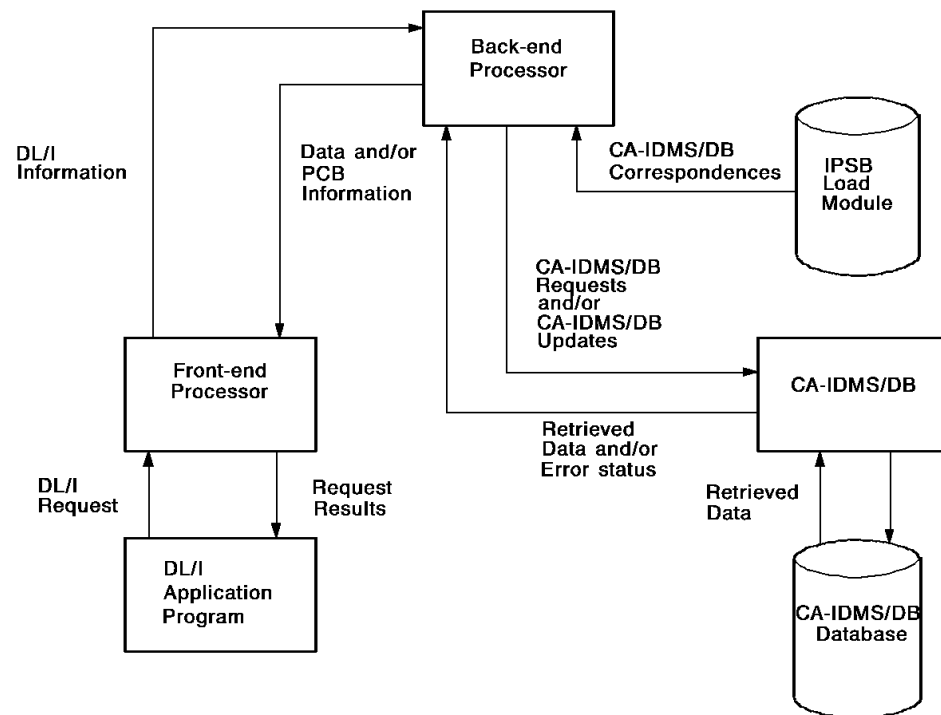 Back-end
Processor
DL/I
Information
Data and/or
PCB
Information
CA-IDMS/DB
Correspondences
IPSB
Load
Module
CA-IDMS/DB
Requests
and/or
CA-IDMS/DB
Updates
Front-end
Processor
CA-IDMS/DB
Retrieved
Data and/or
Error status
DL/I
Request
Request
Results
Retrieved
Data
DL/I
Application
Program
CA-IDMS/DB
Database